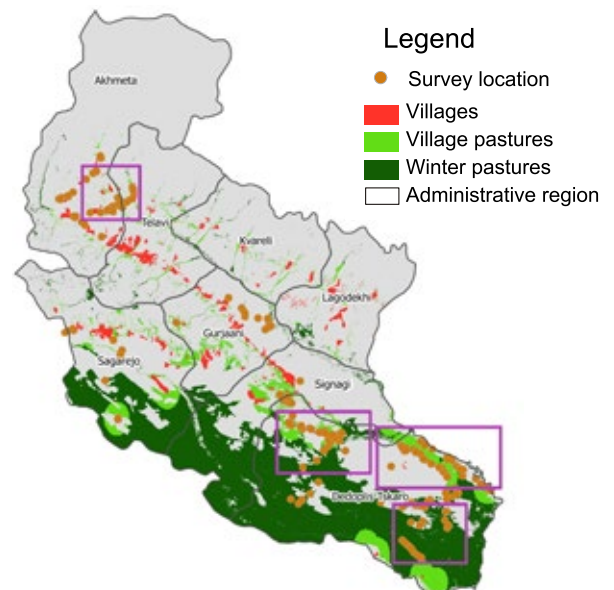 Legend
Survey location
Villages
Village pastures
Winter pastures
Administrative region
Akhmeta
Telavi
Kvareli
Lagodekhi
Gurjaani
Sagarejo
Signagi
Dedoplis Tskaro